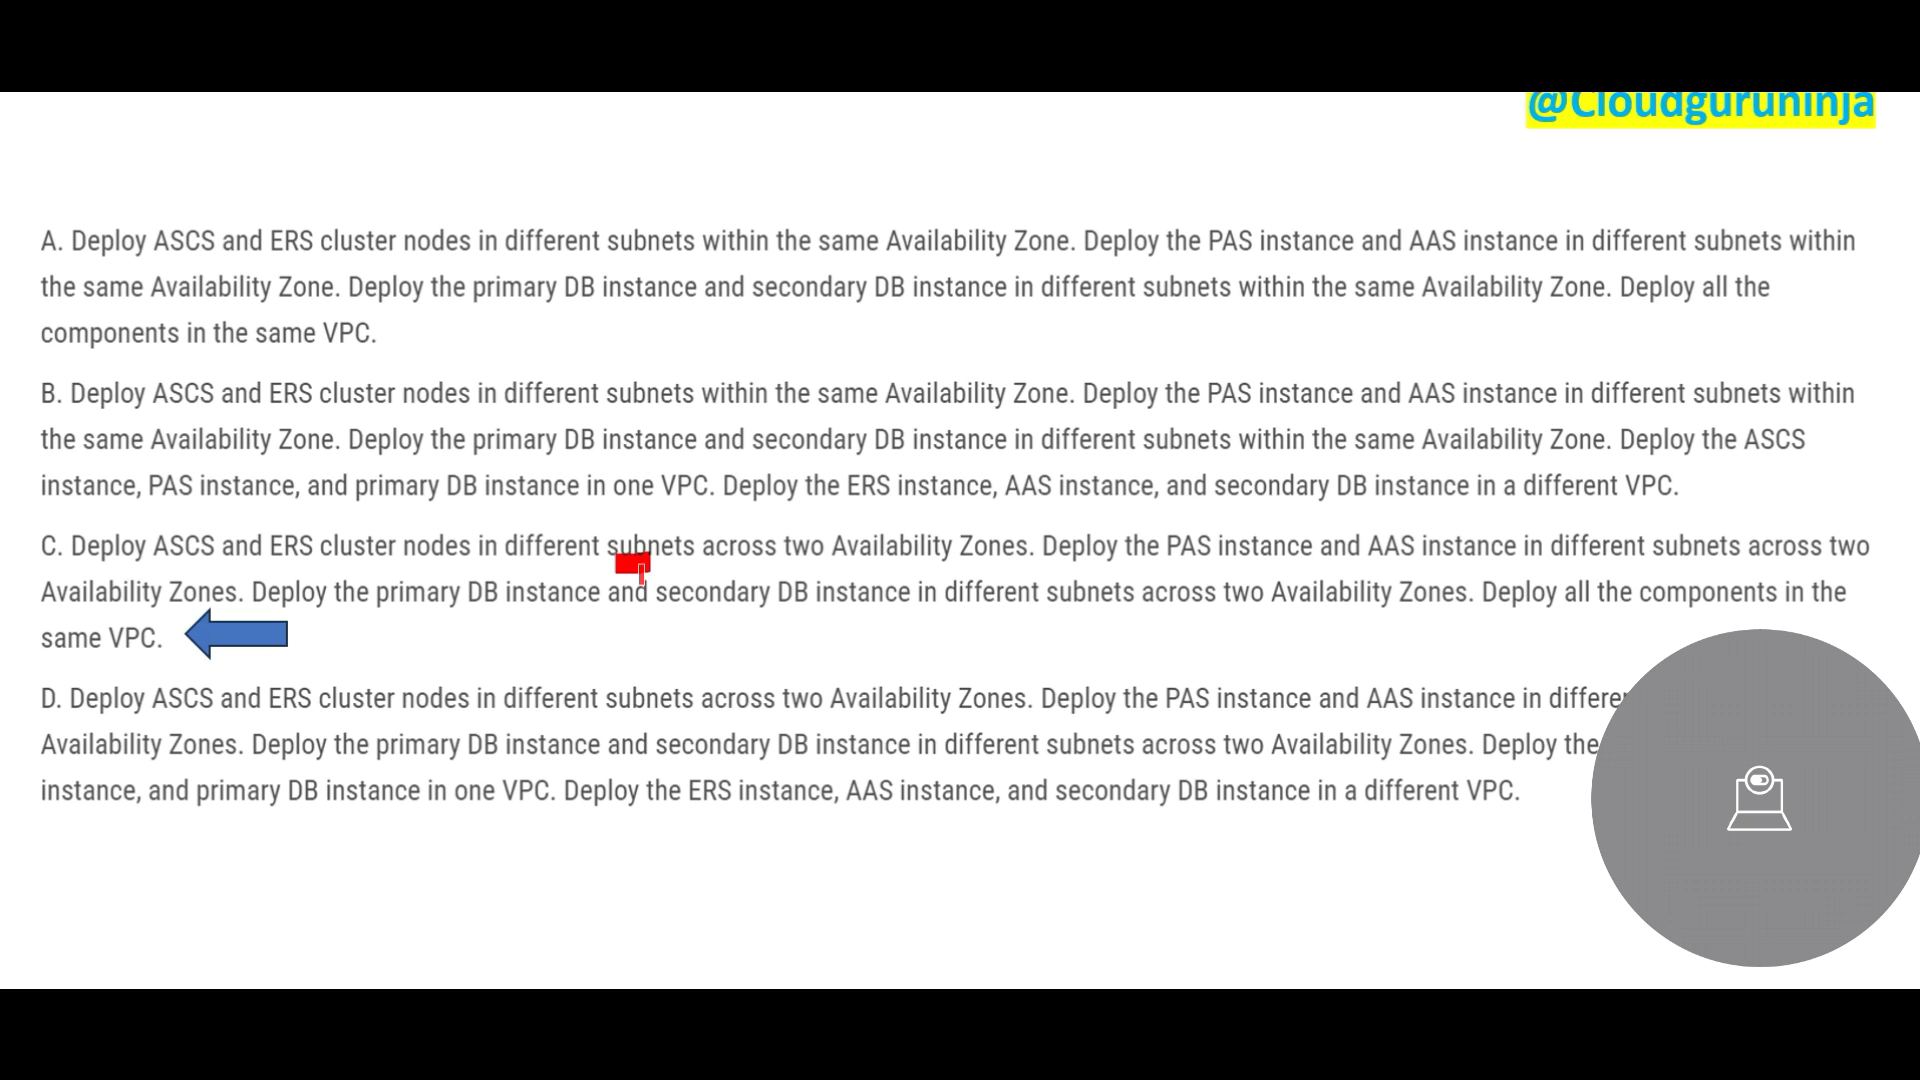 @Cloudguruninja
A. Deploy ASCS and ERS cluster nodes in different subnets within the same Availability Zone. Deploy the PAS instance and AAS instance in different subnets within
the same Availability Zone. Deploy the primary DB instance and secondary DB instance in different subnets within the same Availability Zone. Deploy all the
components in the same VPC.
B. Deploy ASCS and ERS cluster nodes in different subnets within the same Availability Zone. Deploy the PAS instance and AAS instance in different subnets within
the same Availability Zone. Deploy the primary DB instance and secondary DB instance in different subnets within the same Availability Zone. Deploy the ASCS
instance, PAS instance, and primary DB instance in one VPC. Deploy the ERS instance, AAS instance, and secondary DB instance in a different VPC.
C. Deploy ASCS and ERS cluster nodes in different subnets across two Availability Zones. Deploy the PAS instance and AAS instance in different subnets across two
Availability Zones. Deploy the primary DB instance and secondary DB instance in different subnets across two Availability Zones. Deploy all the components in the
same VPC.
D. Deploy ASCS and ERS cluster nodes in different subnets across two Availability Zones. Deploy the PAS instance and AAS instance in
Availability Zones. Deploy the primary DB instance and secondary DB instance in different subnets across two Availability Zones. Deploy the
instance, and primary DB instance in one VPC. Deploy the ERS instance, AAS instance, and secondary DB instance in a different VPC.